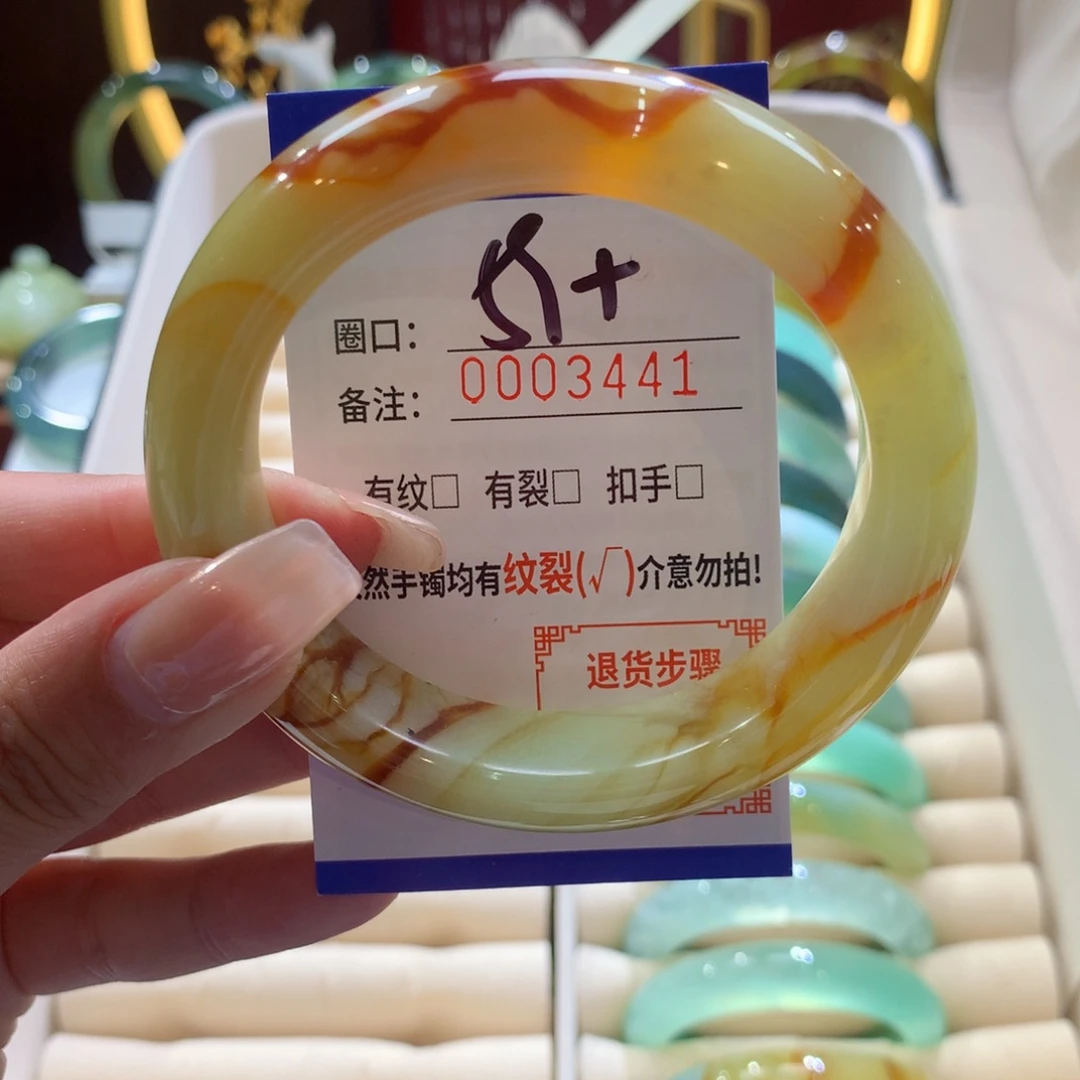 圈口：
备注：0003441
有纹□ 有裂□ 扣手□
然手镯均有纹裂(√)介意勿拍!
退货步骤